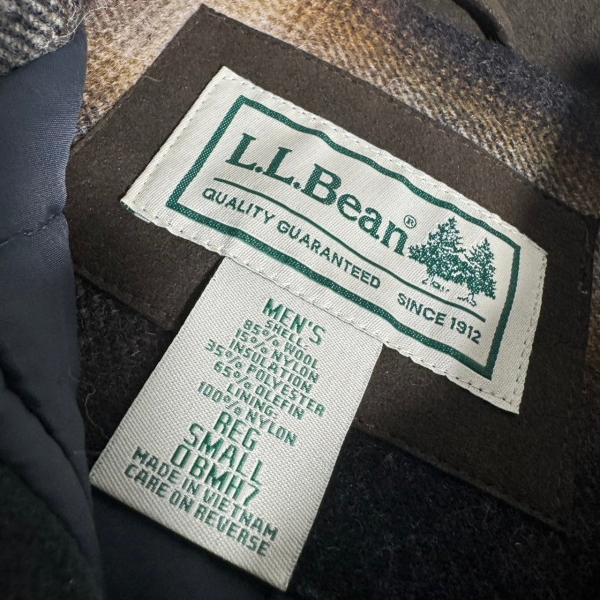 L.L.Bean®
QUALITY GUARANTEED SINCE 1912
MEN'S
SHELL:
85% WOOL
15% NYLON
INSULATION
35% POLYESTER
65% OLEFIN
LINING:
100% NYLON
REG
SMALL
0BMH7
MADE IN VIETNAM
CARE ON REVERSE